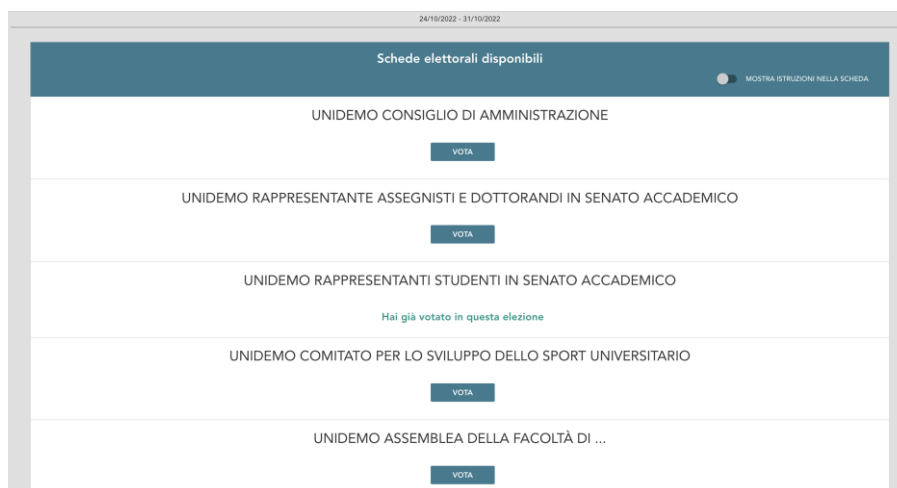 24/10/2022 - 31/10/2022
Schede elettorali disponibili
MOSTRA ISTRUZIONI NELLA SCHEDA
UNIDEMO CONSIGLIO DI AMMINISTRAZIONE
VOTA
UNIDEMO RAPPRESENTANTE ASSEGNISTI E DOTTORANDI IN SENATO ACCADEMICO
VOTA
UNIDEMO RAPPRESENTANTI STUDENTI IN SENATO ACCADEMICO
Hai già votato in questa elezione
UNIDEMO COMITATO PER LO SVILUPPO DELLO SPORT UNIVERSITARIO
VOTA
UNIDEMO ASSEMBLEA DELLA FACOLTÀ DI ...
VOTA